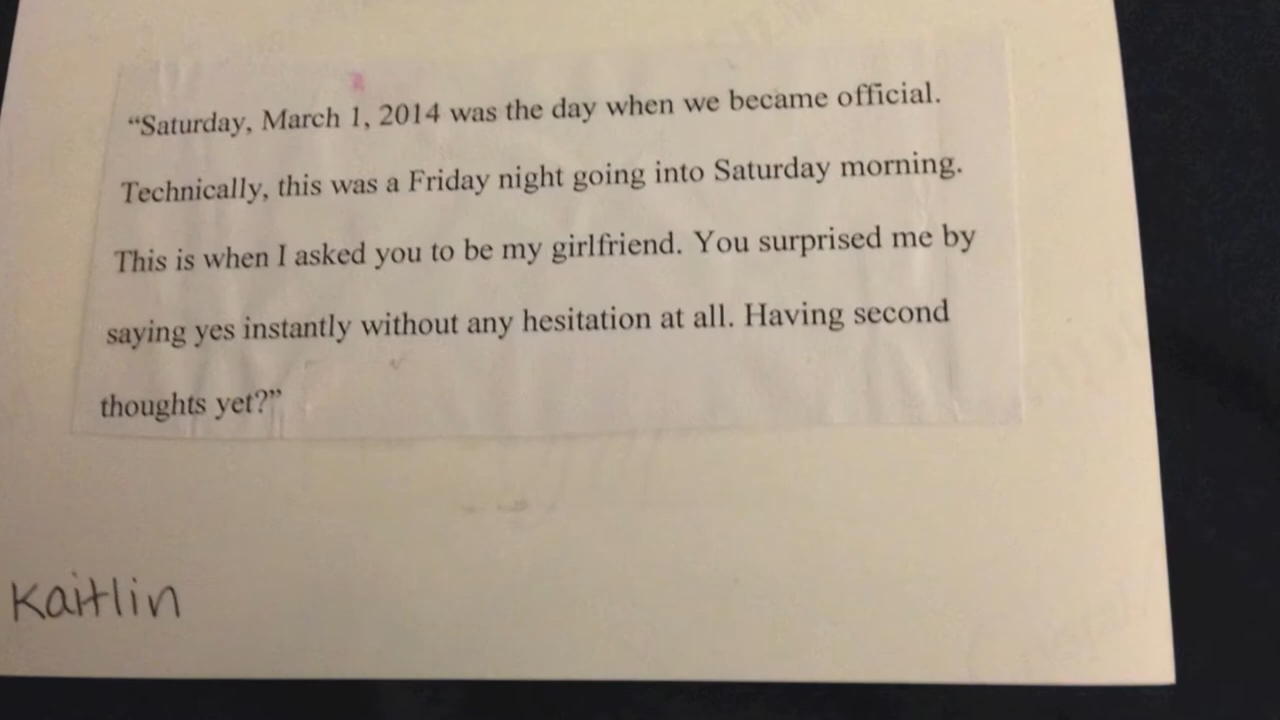 “Saturday, March 1, 2014 was the day when we became official.
Technically, this was a Friday night going into Saturday morning.
This is when I asked you to be my girlfriend. You surprised me by
saying yes instantly without any hesitation at all. Having second
thoughts yet?”
Kaitlin